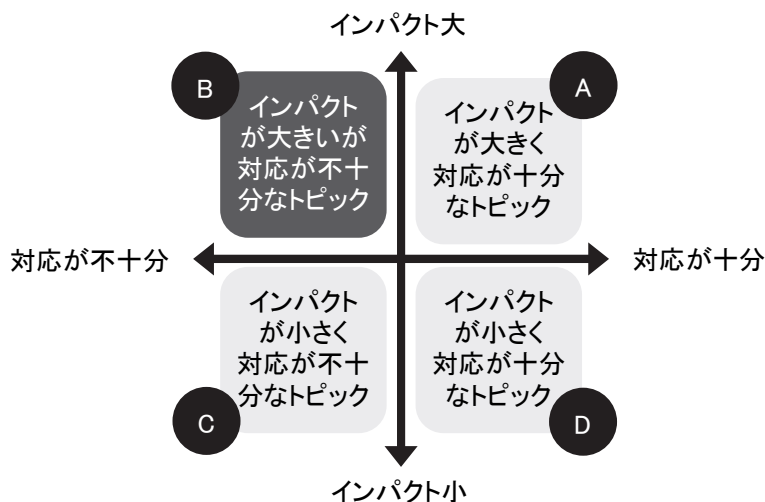 インパクト大
B
インパクト
が大きいが
対応が不十
分なトピック
A
インパクト
が大きく
対応が十分
なトピック
対応が不十分
対応が十分
インパクト
が小さく
対応が不十
分なトピック
C
インパクト
が小さく
対応が十分
なトピック
D
インパクト小